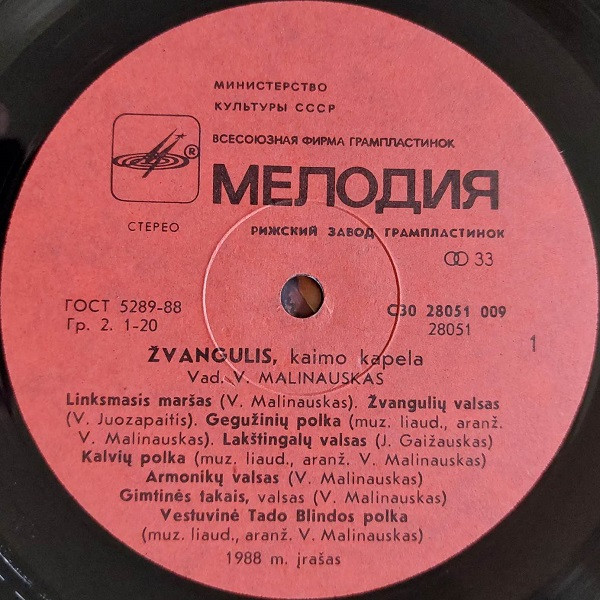 МИНИСТЕРСТВО
КУЛЬТУРЫ СССР
ВСЕСОЮЗНАЯ ФИРМА ГРАМПЛАСТИНОК
®
МЕЛОДИЯ
СТЕРЕО
РИЖСКИЙ ЗАВОД ГРАМПЛАСТИНОК
33
ГОСТ 5289-88
Гр. 2. 1-20
С30 28051 009
28051
1
ŽVANGULIS, kaimo kapela
Vad. V. MALINAUSKAS
Linksmasis maršas (V. Malinauskas). Žvangulių valsas
(V. Juozapaitis). Gegužinių polka (muz. liaud., aranž.
V. Malinauskas). Lakštingalų valsas (J. Gaižauskas)
Kalvių polka (muz. liaud., aranž. V. Malinauskas)
Armonikų valsas (V. Malinauskas)
Gimtinės takais, valsas (V. Malinauskas)
Vestuvinė Tado Blindos polka
(muz. liaud., aranž. V. Malinauskas)
1988 m. įrašas